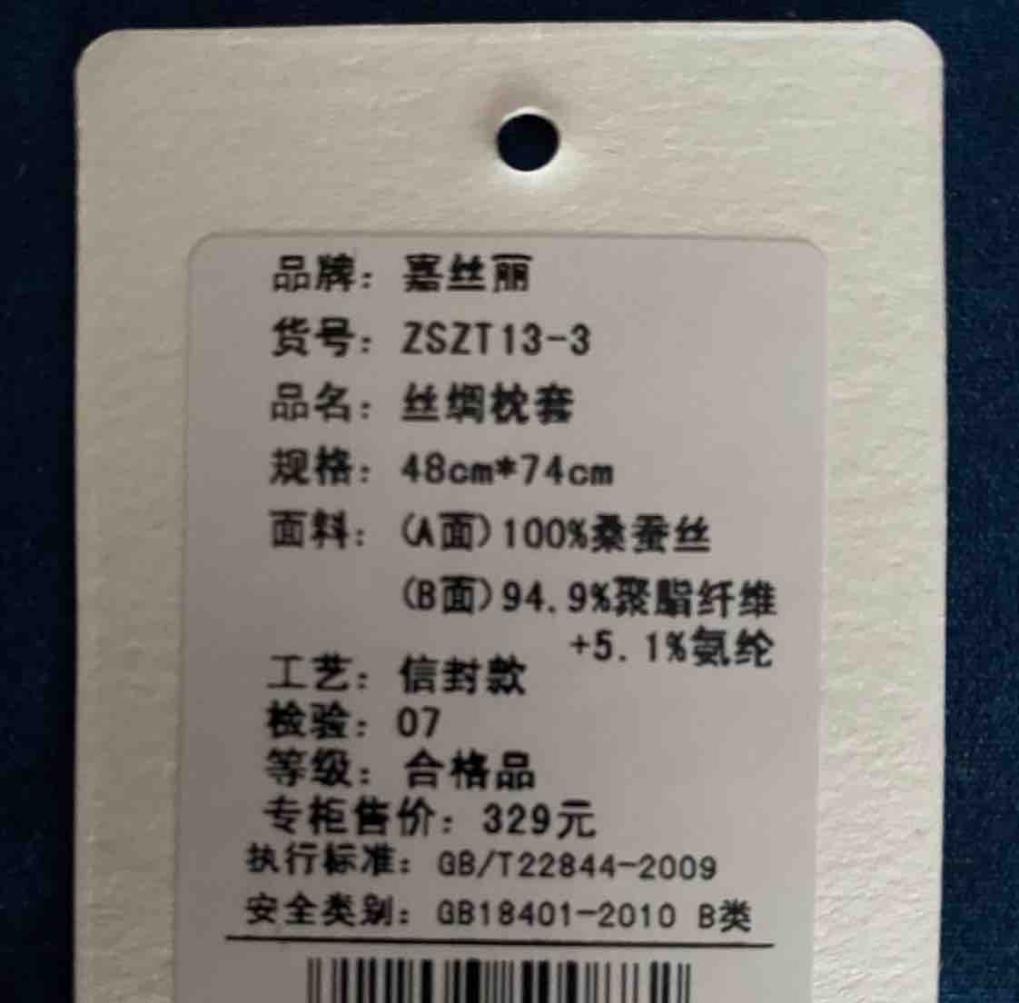 品牌：嘉丝丽
货号：ZSZT13-3
品名：丝绸枕套
规格：48cm*74cm
面料：(A面)100%桑蚕丝
(B面)94.9%聚脂纤维
+5.1%氨纶
工艺：信封款
检验：07
等级：合格品
专柜售价：329元
执行标准：GB/T22844-2009
安全类别：GB18401-2010 B类